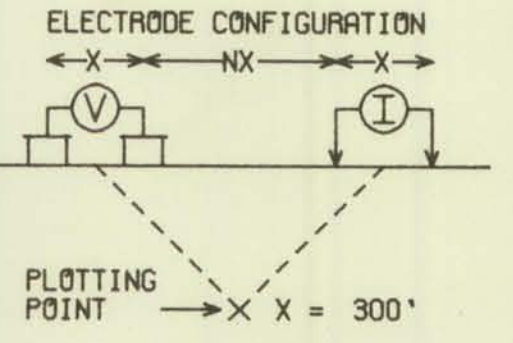 ELECTRODE CONFIGURATION
X NX X
V I
PLOTTING
POINT X X = 300'